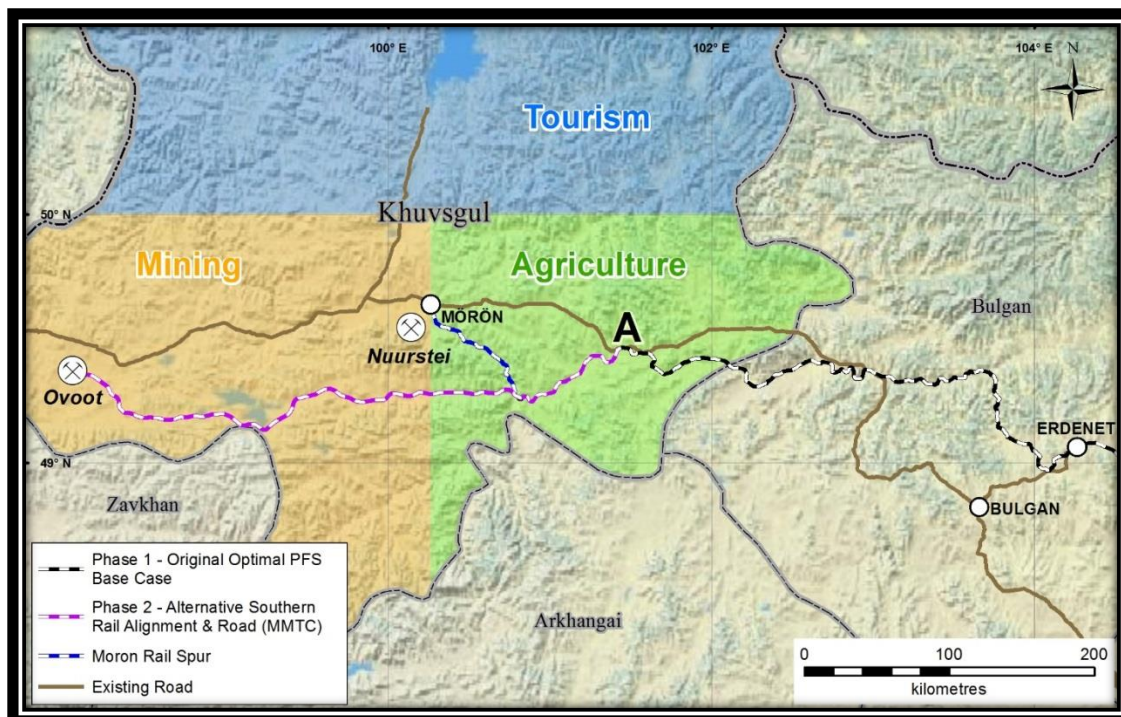 100° E
102° E
104° E
N
Tourism
50° N
Khuvsgul
Mining
Agriculture
Bulgan
MÖRÖN
A
Nuurstei
Ovoot
ERDENET
49° N
Zavkhan
BULGAN
Arkhangai
Phase 1 - Original Optimal PFS
Base Case
Phase 2 - Alternative Southern
Rail Alignment & Road (MMTC)
Moron Rail Spur
Existing Road
0 100 200
kilometres